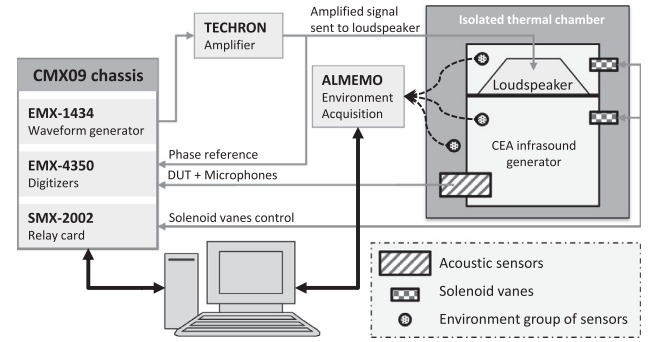 TECHRON
Amplifier
Amplified signal
sent to loudspeaker
Isolated thermal chamber
CMX09 chassis
ALMEMO
Environment
Acquisition
Loudspeaker
EMX-1434
Waveform generator
CEA infrasound
generator
EMX-4350
Digitizers
Phase reference
DUT + Microphones
SMX-2002
Relay card
Solenoid vanes control
Acoustic sensors
Solenoid vanes
Environment group of sensors